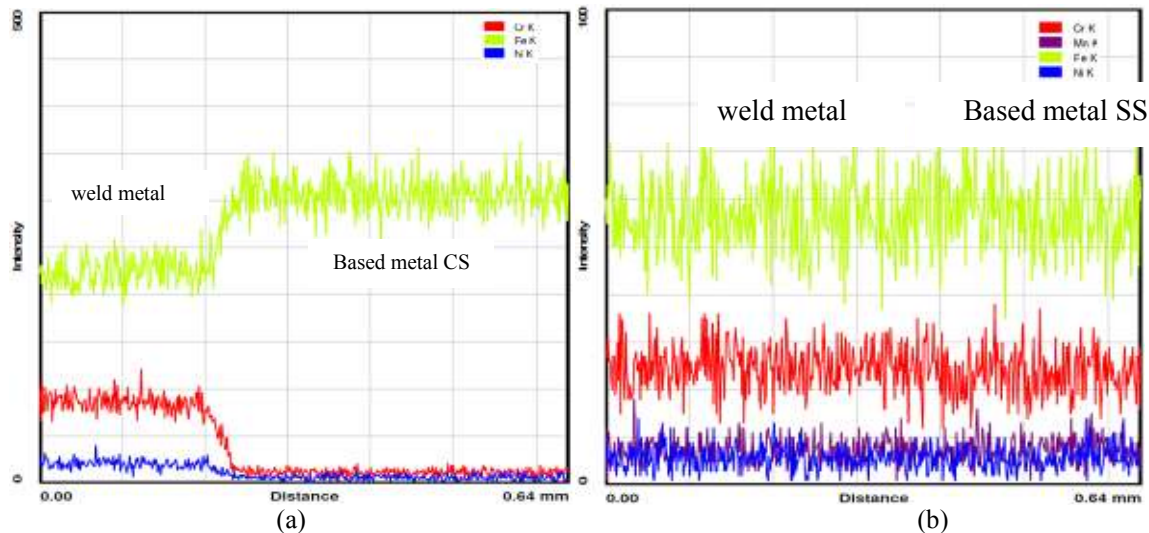 500
Cr K
Fe K
Ni K
weld metal
Based metal CS
Intensity
0
0.00 Distance 0.64 mm
(a)
100
Cr K
Mn #
Fe K
Ni K
weld metal Based metal SS
Intensity
0
0.00 Distance 0.64 mm
(b)